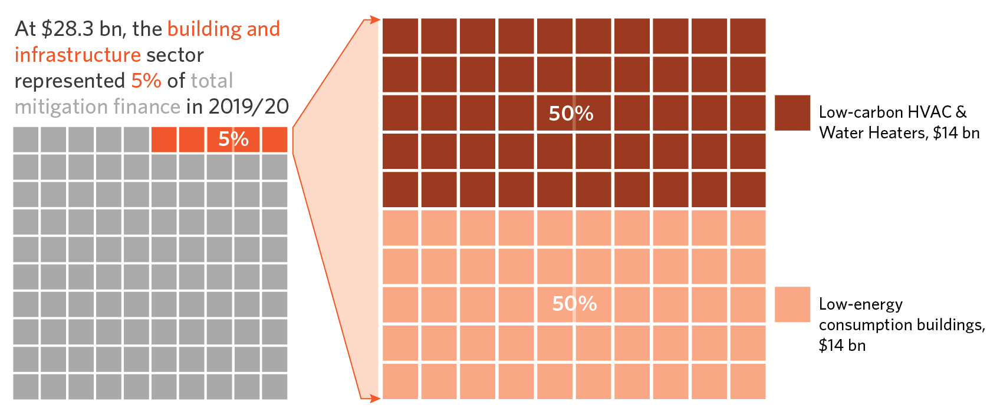 At $28.3 bn, the building and
infrastructure sector
represented 5% of total
mitigation finance in 2019/20
5%
50%
Low-carbon HVAC &
Water Heaters, $14 bn
50%
Low-energy
consumption buildings,
$14 bn